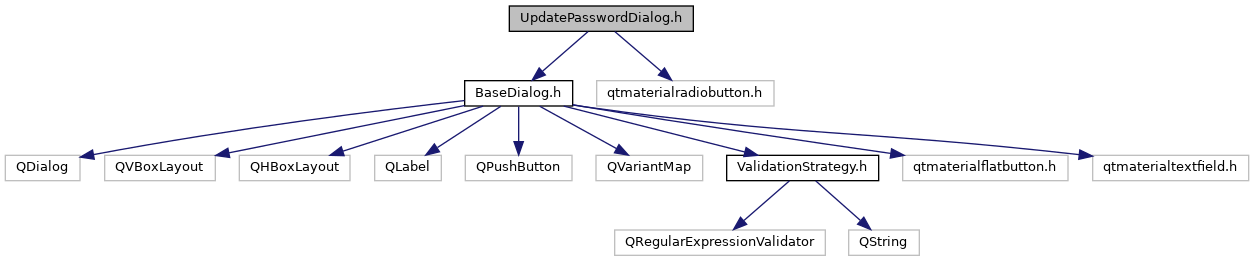 UpdatePasswordDialog.h
BaseDialog.h
qtmaterialradiobutton.h
QDialog
QVBoxLayout
QHBoxLayout
QLabel
QPushButton
QVariantMap
ValidationStrategy.h
qtmaterialflatbutton.h
qtmaterialtextfield.h
QRegularExpressionValidator
QString